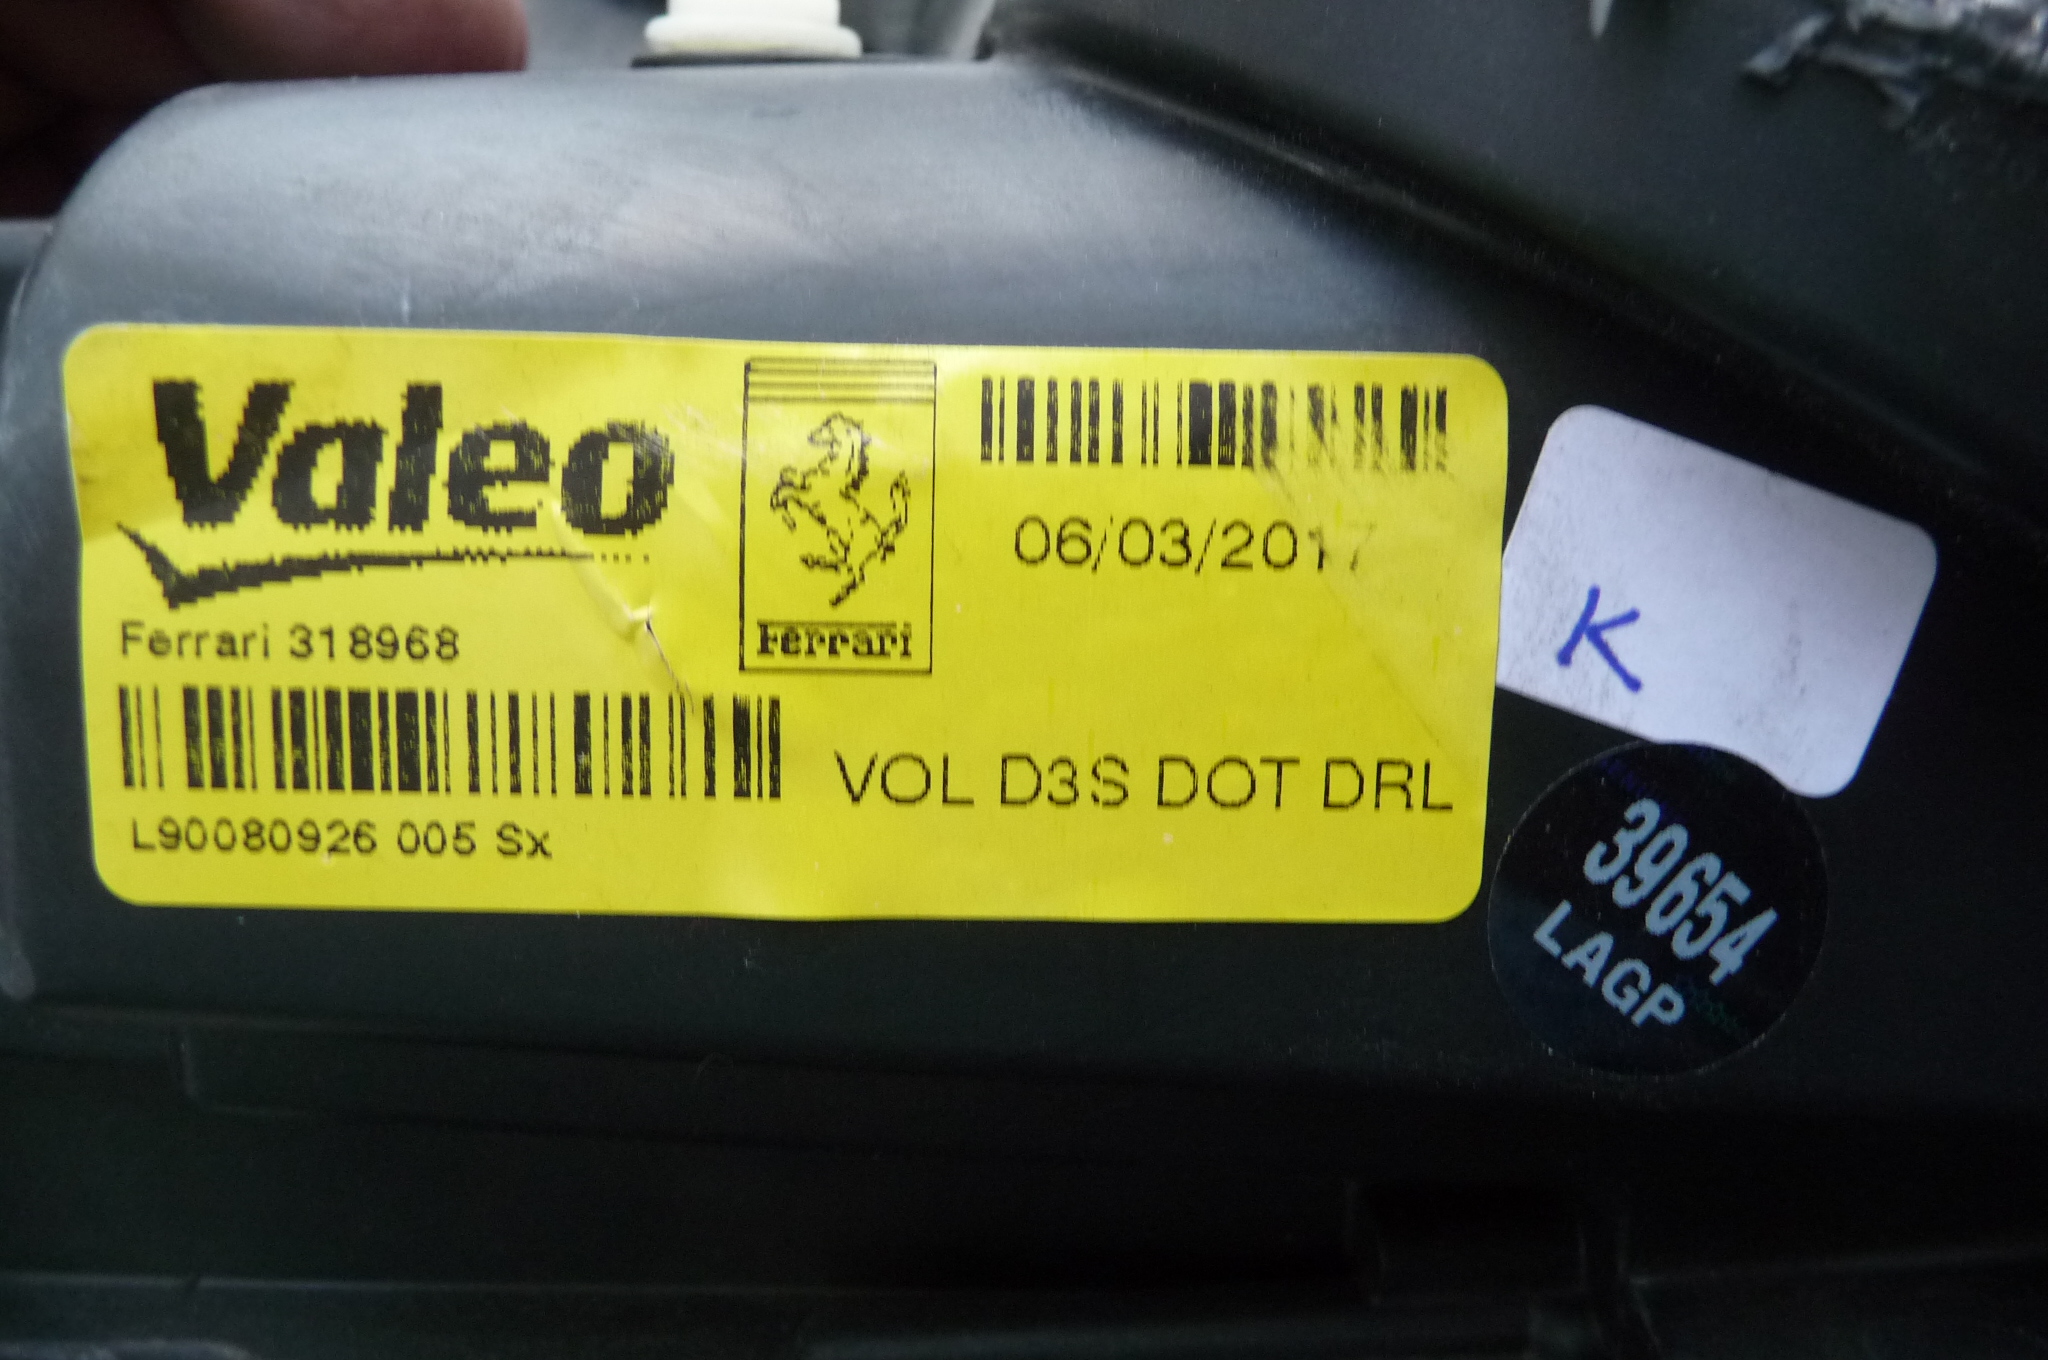 Valeo
Ferrari
06/03/2017
Ferrari 318968
VOL D3S DOT DRL
L90080926 005 Sx
K
39654
LAGP